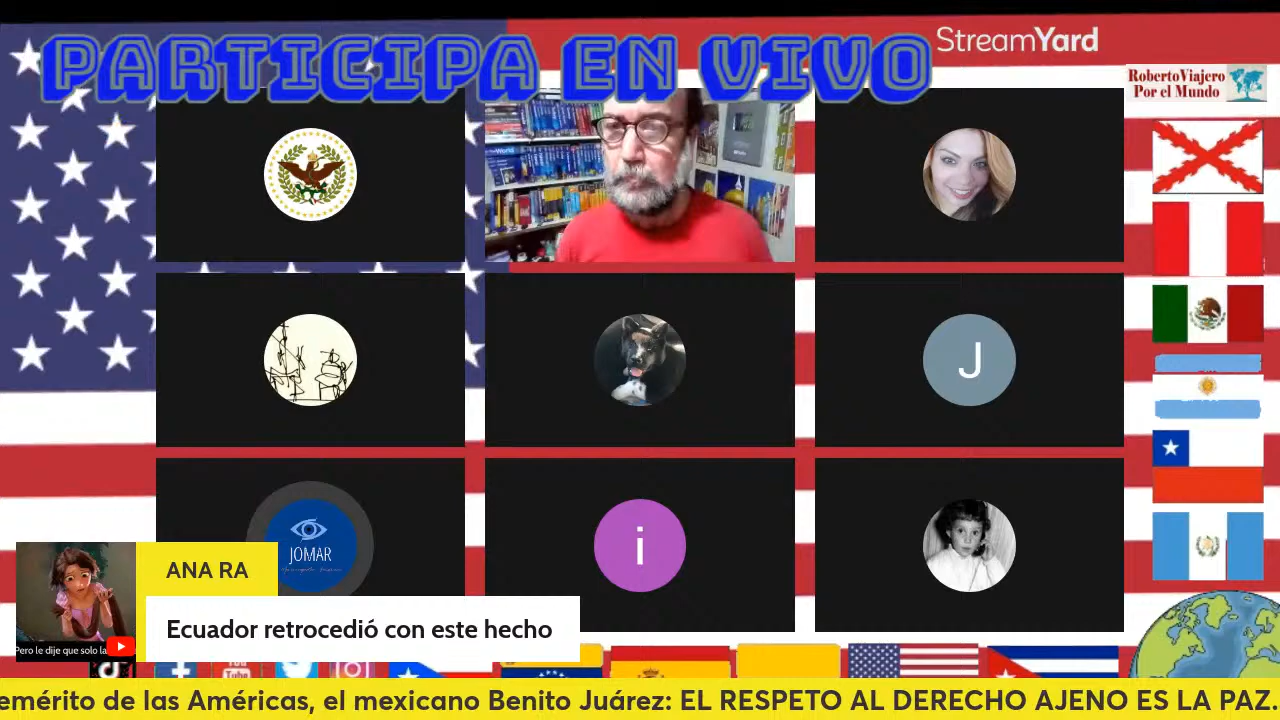 PARTICIPA EN VIVO
StreamYard
RobertoViajero
Por el Mundo
J
JOMAR
i
ANA RA
Pero le dije que solo la
Ecuador retrocedió con este hecho
You
Tube
emérito de las Américas, el mexicano Benito Juárez: EL RESPETO AL DERECHO AJENO ES LA PAZ.